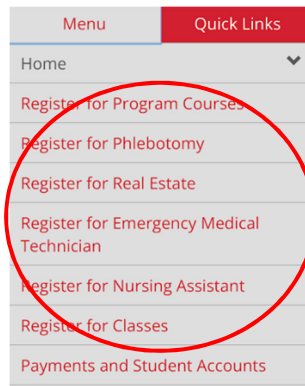 Menu Quick Links
Home
Register for Program Courses
Register for Phlebotomy
Register for Real Estate
Register for Emergency Medical
Technician
Register for Nursing Assistant
Register for Classes
Payments and Student Accounts